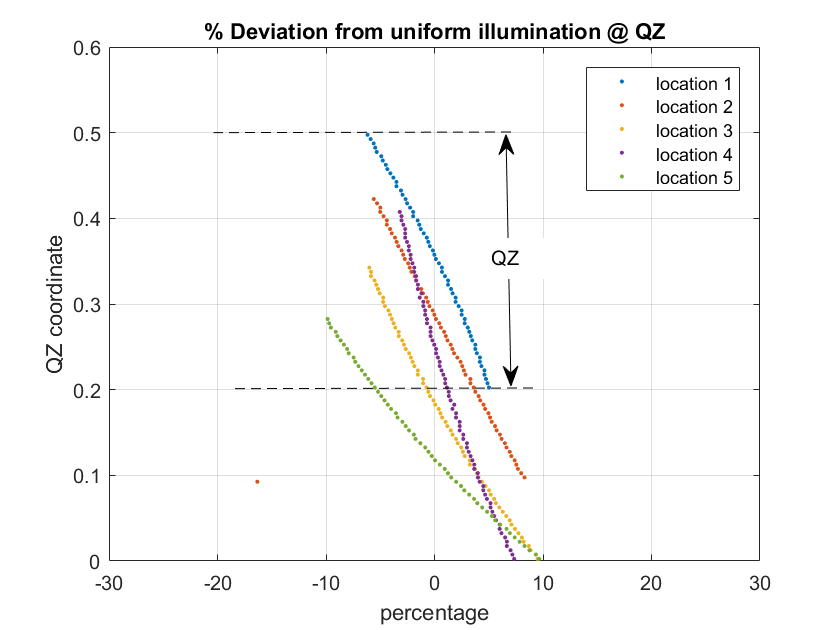 % Deviation from uniform illumination @ QZ
0.6
0.5
0.4
0.3
0.2
0.1
0
QZ coordinate
location 1
location 2
location 3
location 4
location 5
QZ
-30 -20 -10 0 10 20 30
percentage